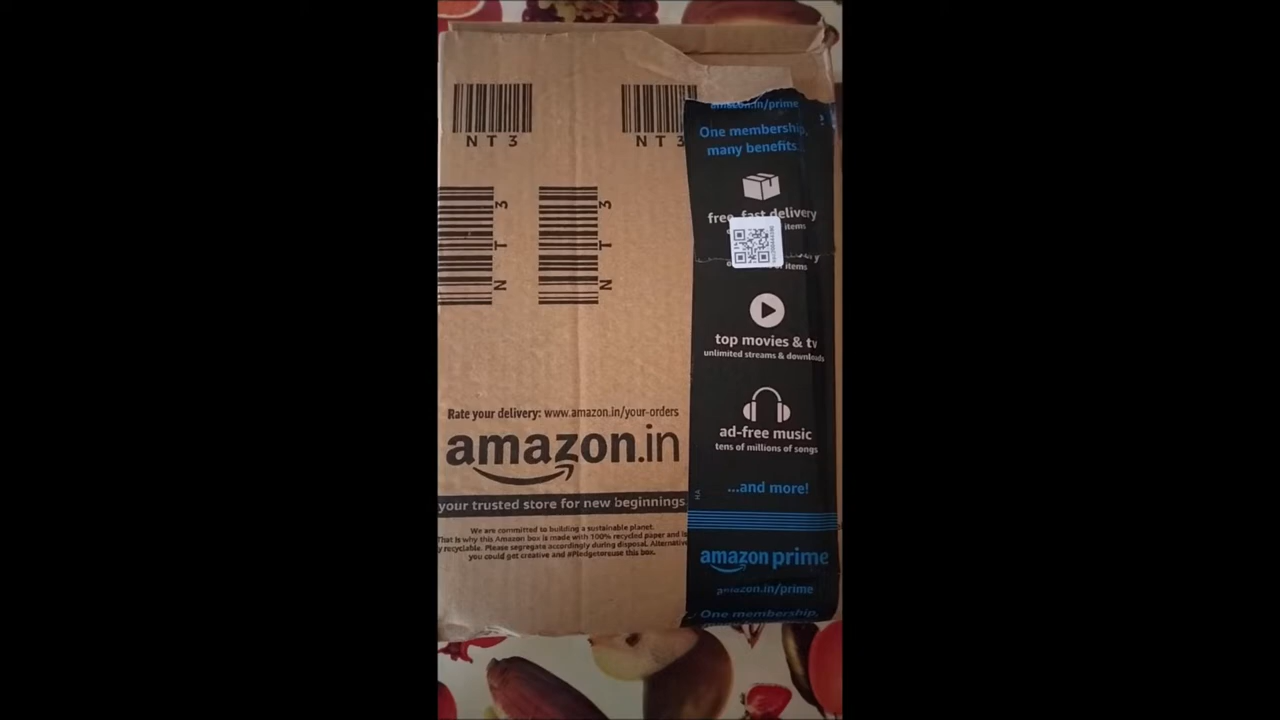 NT3
NT3
NT3
NT3
Rate your delivery: www.amazon.in/your-orders
amazon.in
your trusted store for new beginnings
We are committed to building a sustainable planet.
That is why this Amazon box is made with 100% recycled paper and is
y recyclable. Please segregate accordingly during disposal. Alternative
you could get creative and #Pledgetoreuse this box.
amazon.in/prime
One membership,
many benefits...
free, fast delivery
items
of items
top movies & tv
unlimited streams & downloads
ad-free music
tens of millions of songs
...and more!
amazon prime
amazon.in/prime
One membership,